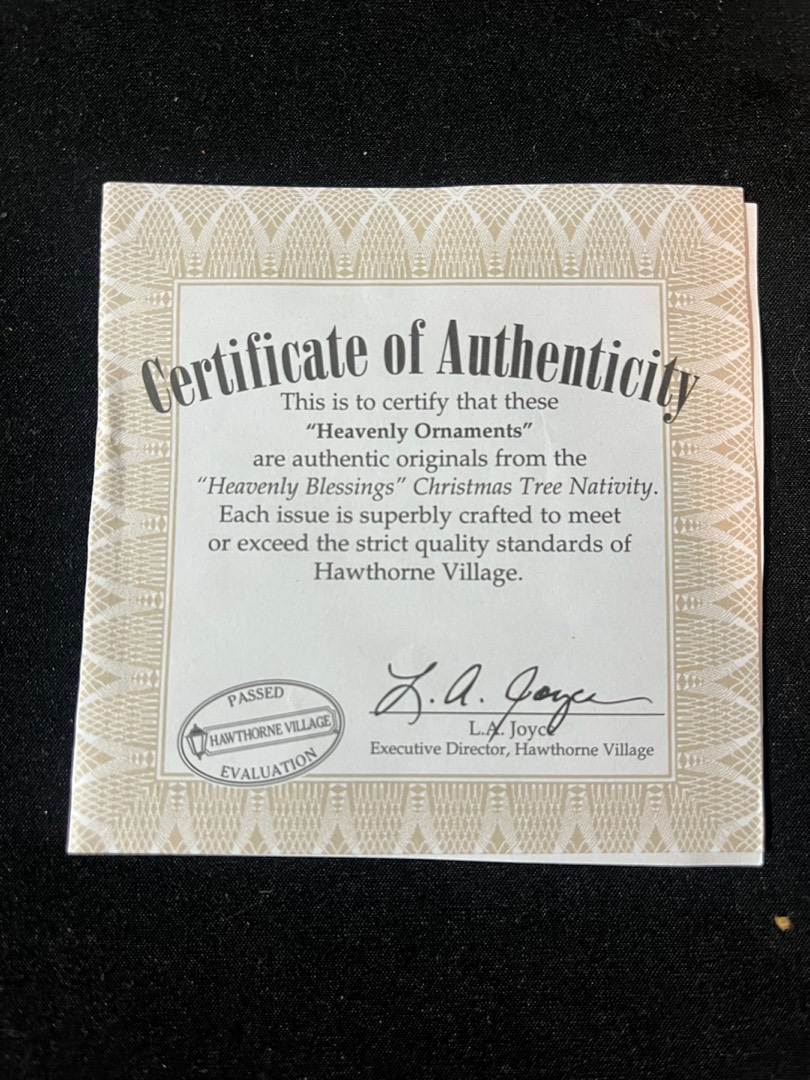 Certificate of Authenticity
This is to certify that these
“Heavenly Ornaments”
are authentic originals from the
“Heavenly Blessings” Christmas Tree Nativity.
Each issue is superbly crafted to meet
or exceed the strict quality standards of
Hawthorne Village.
L.A. Joyce
L.A. Joyce
Executive Director, Hawthorne Village
PASSED
HAWTHORNE VILLAGE
EVALUATION